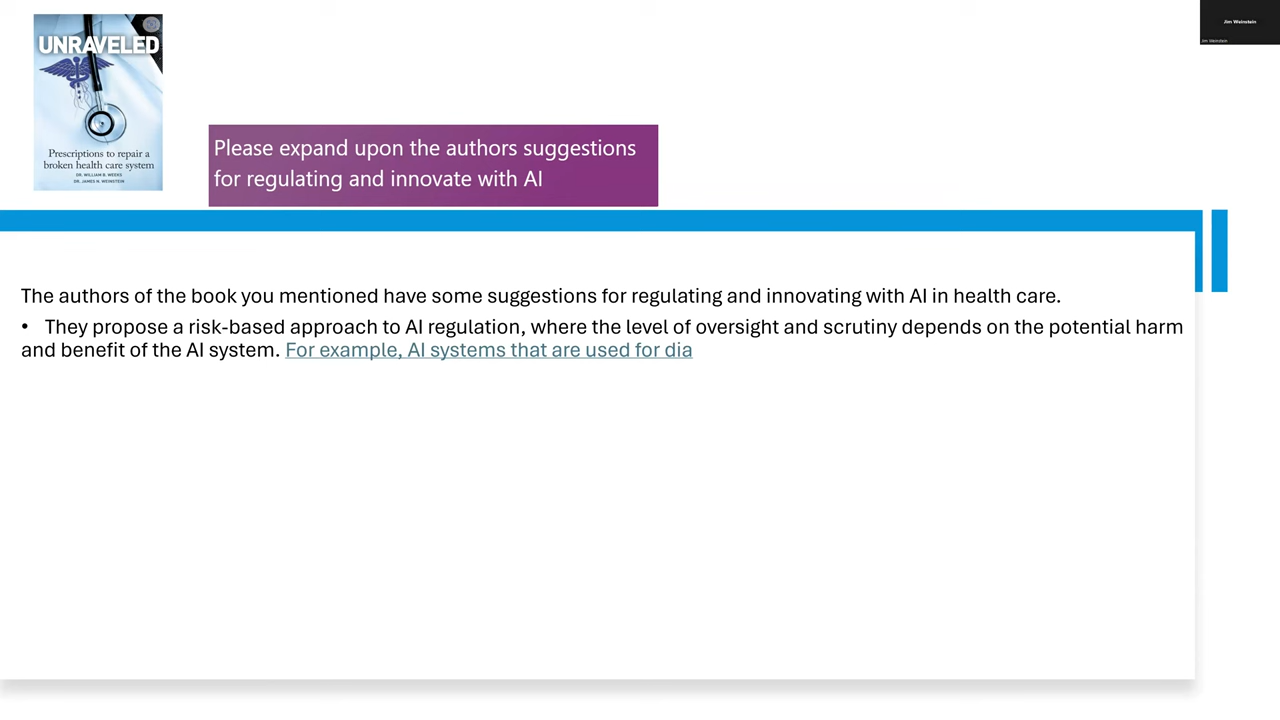 UNRAVELED
Prescriptions to repair a
broken health care system
DR. WILLIAM B. WEEKS
DR. JAMES N. WEINSTEIN
Jim Weinstein
Jim Weinstein
Please expand upon the authors suggestions
for regulating and innovate with AI
The authors of the book you mentioned have some suggestions for regulating and innovating with AI in health care.
• They propose a risk-based approach to AI regulation, where the level of oversight and scrutiny depends on the potential harm
and benefit of the AI system. For example, AI systems that are used for dia